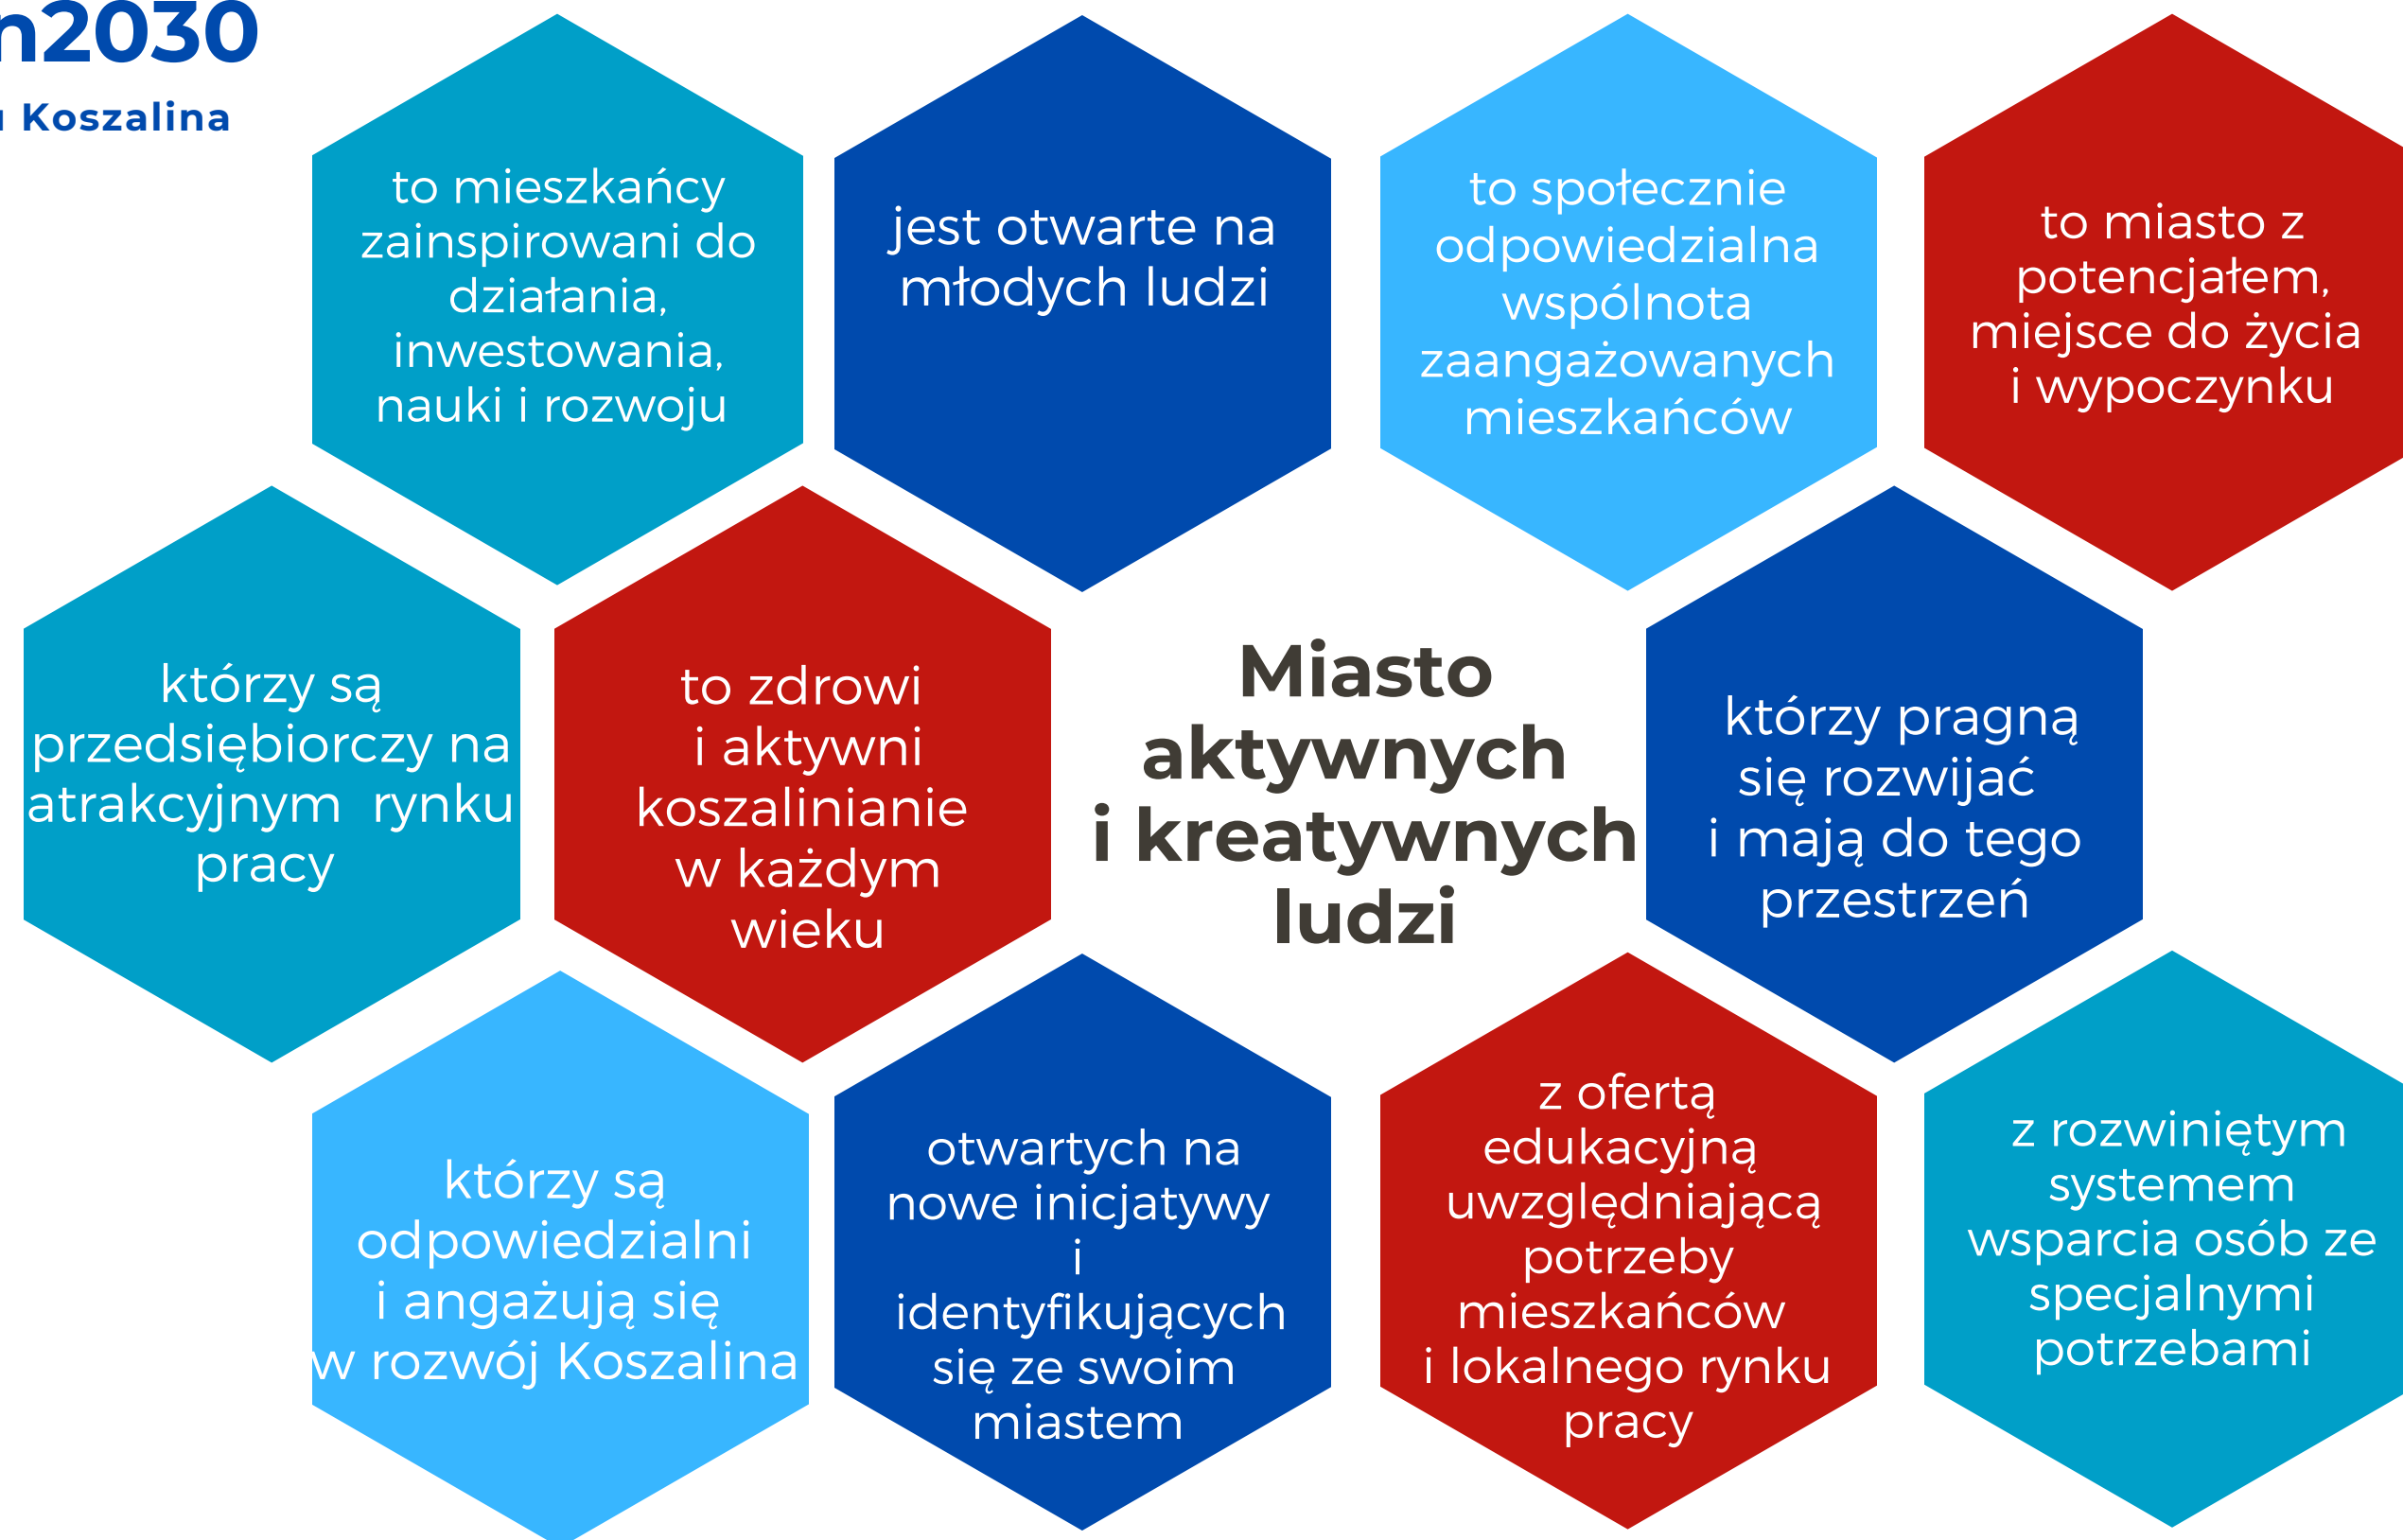 n2030
u Koszalina
to mieszkańcy
zainspirowani do
działania,
inwestowania,
nauki i rozwoju
jest otwarte na
młodych ludzi
to społecznie
odpowiedzialna
wspólnota
zaangażowanych
mieszkańców
to miasto z
potencjałem,
miejsce do życia
i wypoczynku
którzy są
przedsiębiorczy na
atrakcyjnym rynku
pracy
to zdrowi
i aktywni
koszalinianie
w każdym
wieku
Miasto
aktywnych
i kreatywnych
ludzi
którzy pragną
się rozwijać
i mają do tego
przestrzeń
którzy są
odpowiedzialni
i angażują się
w rozwój Koszalina
otwartych na
nowe inicjatywy
i
identyfikujących
się ze swoim
miastem
z ofertą
edukacyjną
uwzględniającą
potrzeby
mieszkańców
i lokalnego rynku
pracy
z rozwiniętym
systemem
wsparcia osób ze
specjalnymi
potrzebami